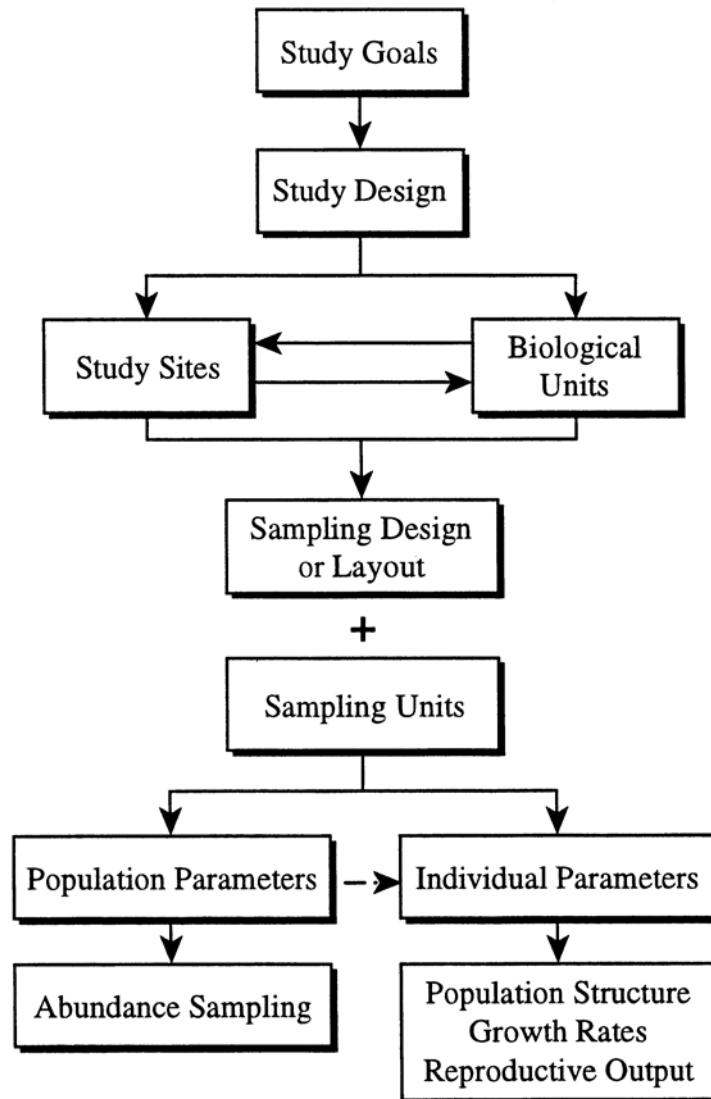 Study Goals
Study Design
Study Sites
Biological
Units
Sampling Design
or Layout
+
Sampling Units
Population Parameters
Individual Parameters
Abundance Sampling
Population Structure
Growth Rates
Reproductive Output